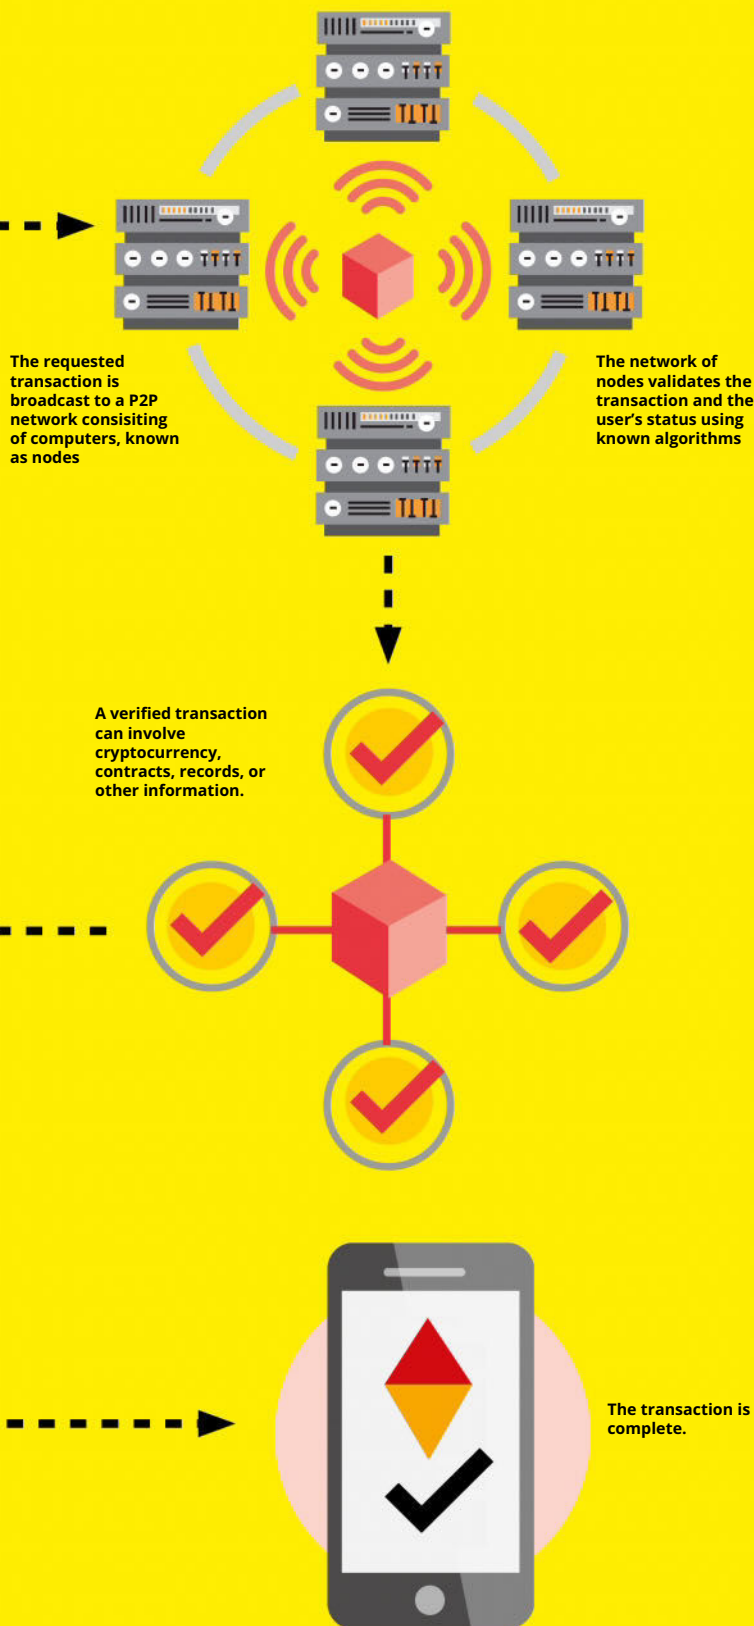 The requested
transaction is
broadcast to a P2P
network consisiting
of computers, known
as nodes
The network of
nodes validates the
transaction and the
user's status using
known algorithms
A verified transaction
can involve
cryptocurrency,
contracts, records, or
other information.
The transaction is
complete.